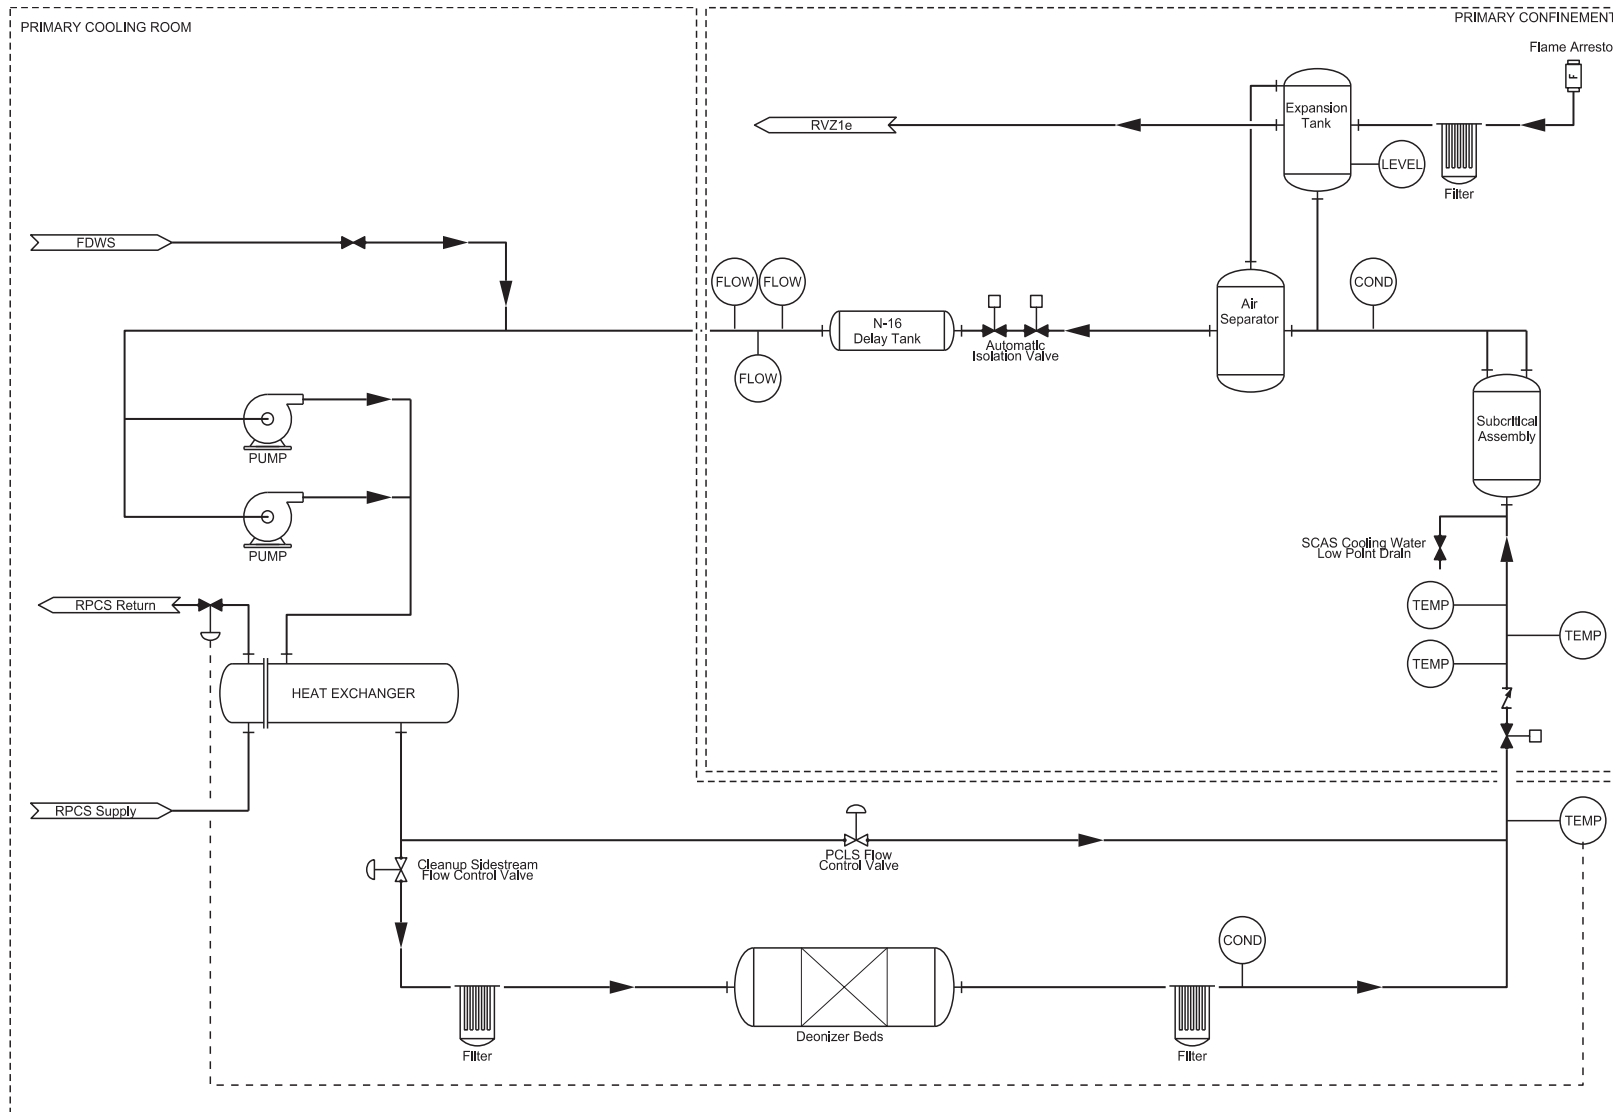 PRIMARY COOLING ROOM
PRIMARY CONFINEMENT
Flame Arresto
F
Expansion
Tank
RVZ1e
LEVEL
Filter
FDWS
FLOW
FLOW
FLOW
N-16
Delay Tank
Automatic
Isolation Valve
Air
Separator
COND
Subcritical
Assembly
PUMP
PUMP
SCAS Cooling Water
Low Point Drain
RPCS Return
TEMP
TEMP
TEMP
HEAT EXCHANGER
RPCS Supply
TEMP
PCLS Flow
Control Valve
Cleanup Sidestream
Flow Control Valve
COND
Deonizer Beds
Filter
Filter